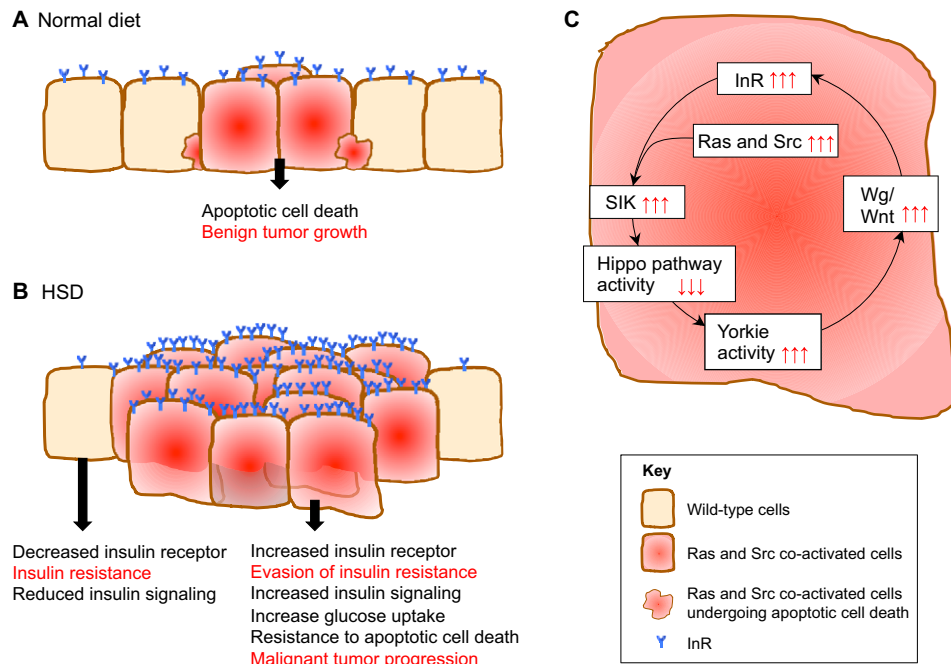 A Normal diet
Apoptotic cell death
Benign tumor growth
B HSD
Decreased insulin receptor
Insulin resistance
Reduced insulin signaling
Increased insulin receptor
Evasion of insulin resistance
Increased insulin signaling
Increase glucose uptake
Resistance to apoptotic cell death
Malignant tumor progression
C
InR ↑↑↑
Ras and Src ↑↑↑
SIK ↑↑↑
Wg/
Wnt ↑↑↑
Hippo pathway
activity ↓↓↓
Yorkie
activity ↑↑↑
Key
Wild-type cells
Ras and Src co-activated cells
Ras and Src co-activated cells
undergoing apoptotic cell death
InR